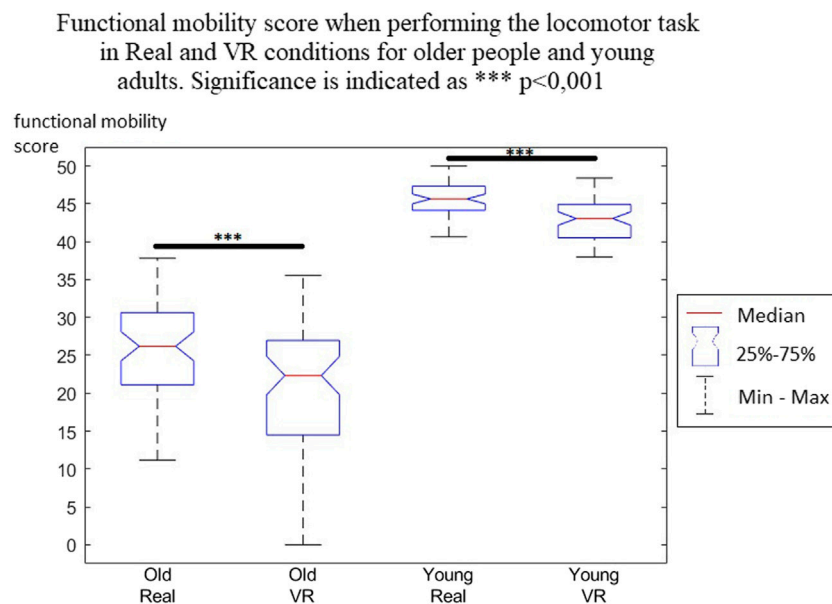 Functional mobility score when performing the locomotor task
in Real and VR conditions for older people and young
adults. Significance is indicated as *** p<0,001
functional mobility
score
***
***
50
45
40
35
30
25
20
15
10
5
0
Old
Real
Old
VR
Young
Real
Young
VR
Median
25%-75%
Min - Max